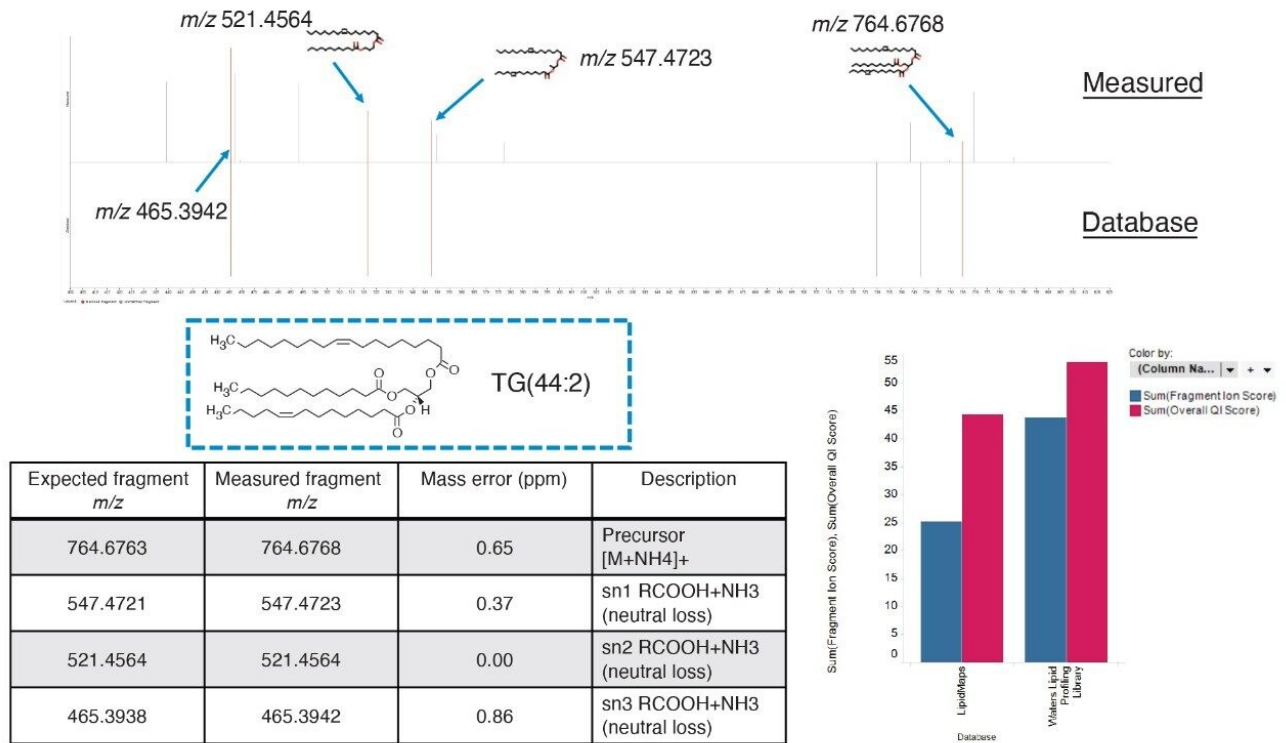 m/z 521.4564
m/z 764.6768
m/z 547.4723
Measured
m/z 465.3942
Database
H3C
H3C
H3C
O
O
O
O
O
O
H
TG(44:2)
Expected fragment m/z
Measured fragment m/z
Mass error (ppm)
Description
764.6763
764.6768
0.65
Precursor
[M+NH4]+
547.4721
547.4723
0.37
sn1 RCOOH+NH3
(neutral loss)
521.4564
521.4564
0.00
sn2 RCOOH+NH3
(neutral loss)
465.3938
465.3942
0.86
sn3 RCOOH+NH3
(neutral loss)
Color by:
(Column Na...
Sum(Fragment Ion Score)
Sum(Overall QI Score)
Sum(Fragment Ion Score), Sum(Overall QI Score)
55
50
45
40
35
30
25
20
15
10
5
0
LipidMaps
Waters Lipid
Profiling
Library
Database